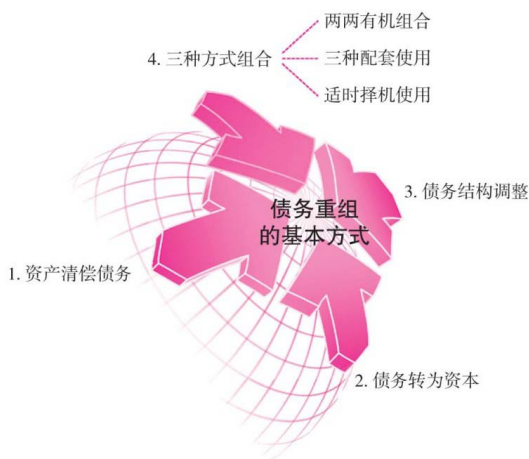 两两有机组合
4. 三种方式组合
三种配套使用
适时择机使用
3. 债务结构调整
债务重组
的基本方式
1. 资产清偿债务
2. 债务转为资本